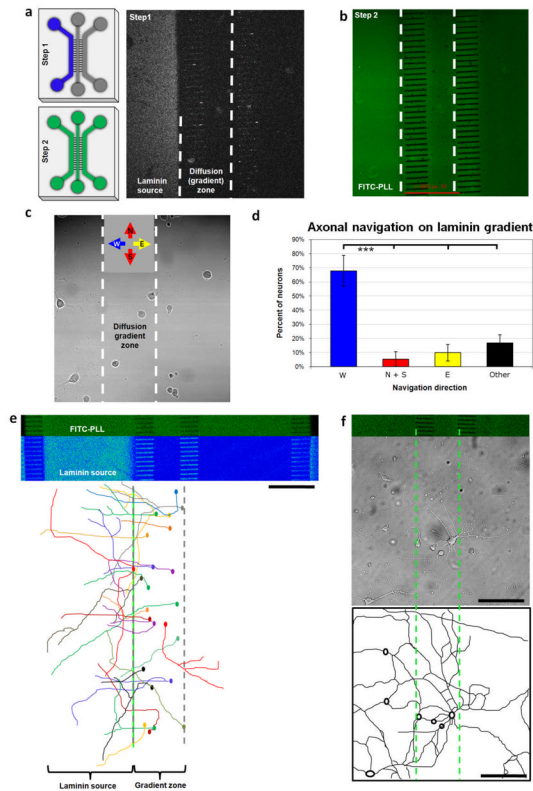 a
Step 1
Step 2
Step1
Laminin source
Diffusion (gradient) zone
b
Step 2
FITC-PLL
c
N
W
E
S
Diffusion gradient zone
d
Axonal navigation on laminin gradient
***
Percent of neurons
90%
80%
70%
60%
50%
40%
30%
20%
10%
0%
W
N + S
E
Other
Navigation direction
e
FITC-PLL
Laminin source
Laminin source
Gradient zone
f